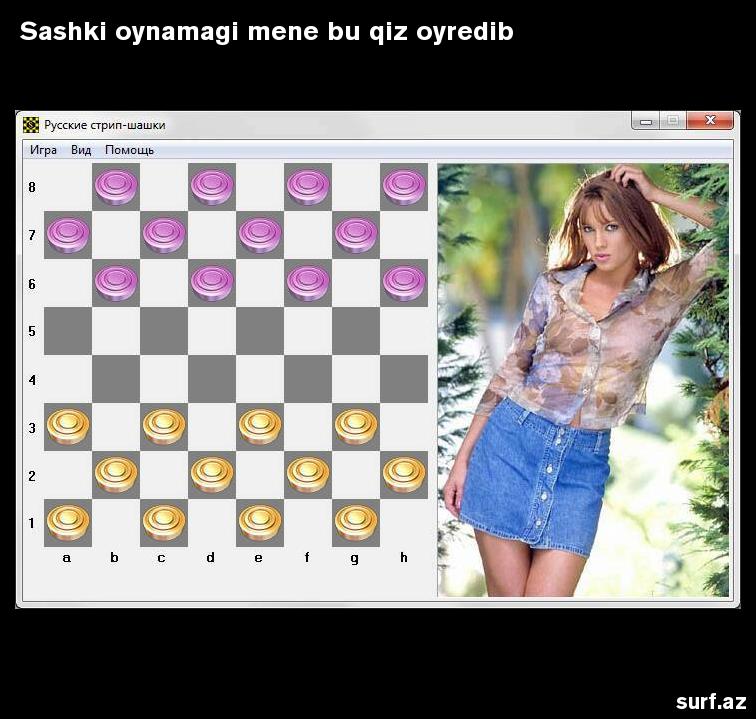 Sashki oynamagi mene bu qiz oyredib
Русские стрип-шашки
Игра Вид Помощь
8
7
6
5
4
3
2
1
a b c d e f g h
surf.az